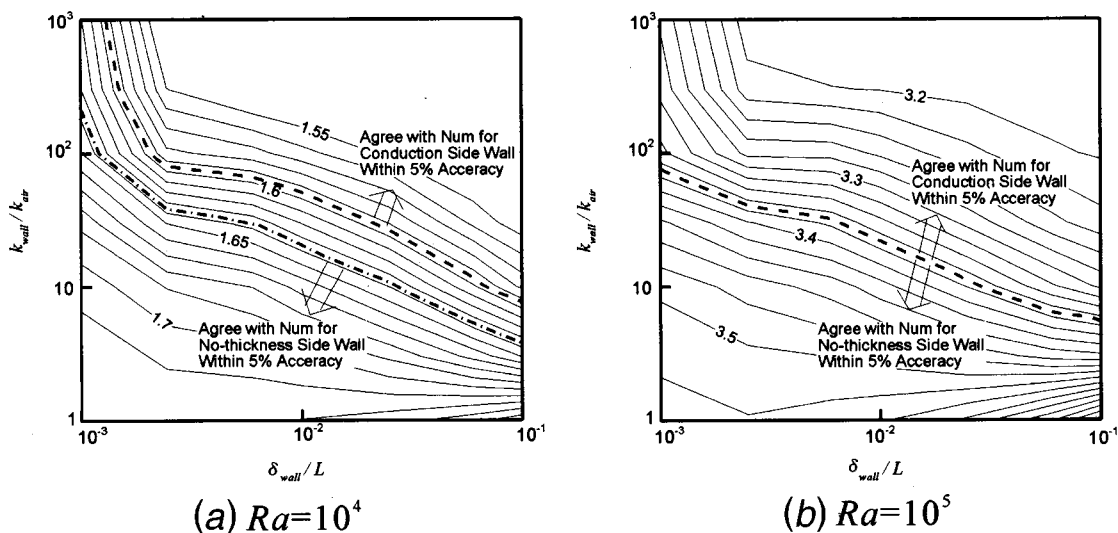 10³
10²
10
1
k_wall / k_air
1.55
1.6
1.65
1.7
Agree with Num for
Conduction Side Wall
Within 5% Acceracy
Agree with Num for
No-thickness Side Wall
Within 5% Acceracy
10⁻³
10⁻²
10⁻¹
δ_wall / L
(a) Ra=10⁴
10³
10²
10
1
k_wall / k_air
3.2
3.3
3.4
3.5
Agree with Num for
Conduction Side Wall
Within 5% Acceracy
Agree with Num for
No-thickness Side Wall
Within 5% Acceracy
10⁻³
10⁻²
10⁻¹
δ_wall / L
(b) Ra=10⁵